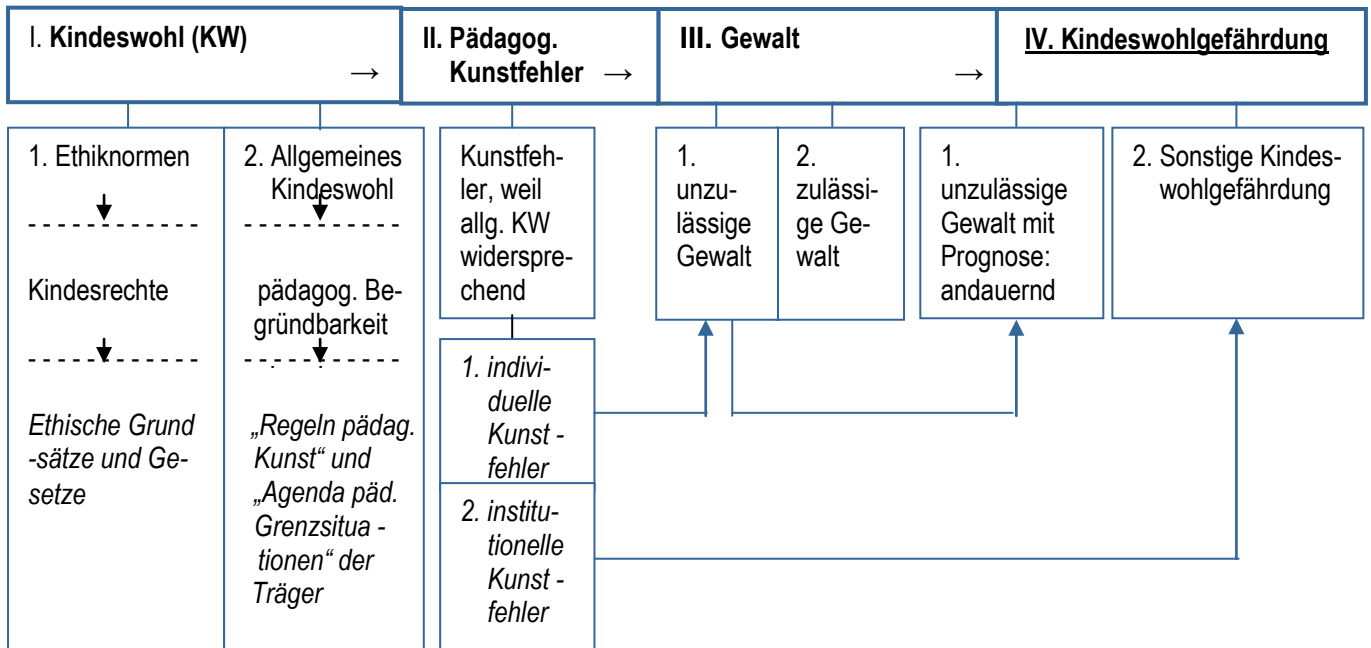 I. Kindeswohl (KW)
→
II. Pädagog.
Kunstfehler →
III. Gewalt
→
IV. Kindeswohlgefährdung
1. Ethiknormen
Kindesrechte
Ethische Grund
-sätze und Ge-
setze
2. Allgemeines
Kindeswohl
pädagog. Be-
gründbarkeit
„Regeln pädag.
Kunst“ und
„Agenda päd.
Grenzsitua -
tionen“ der
Träger
Kunstfeh-
ler, weil
allg. KW
widerspre-
chend
1. indivi-
duelle
Kunst -
fehler
2. institu-
tionelle
Kunst -
fehler
1.
unzu-
lässige
Gewalt
2.
zulässi-
ge Ge-
walt
1.
unzulässige
Gewalt mit
Prognose:
andauernd
2. Sonstige Kindes-
wohlgefährdung